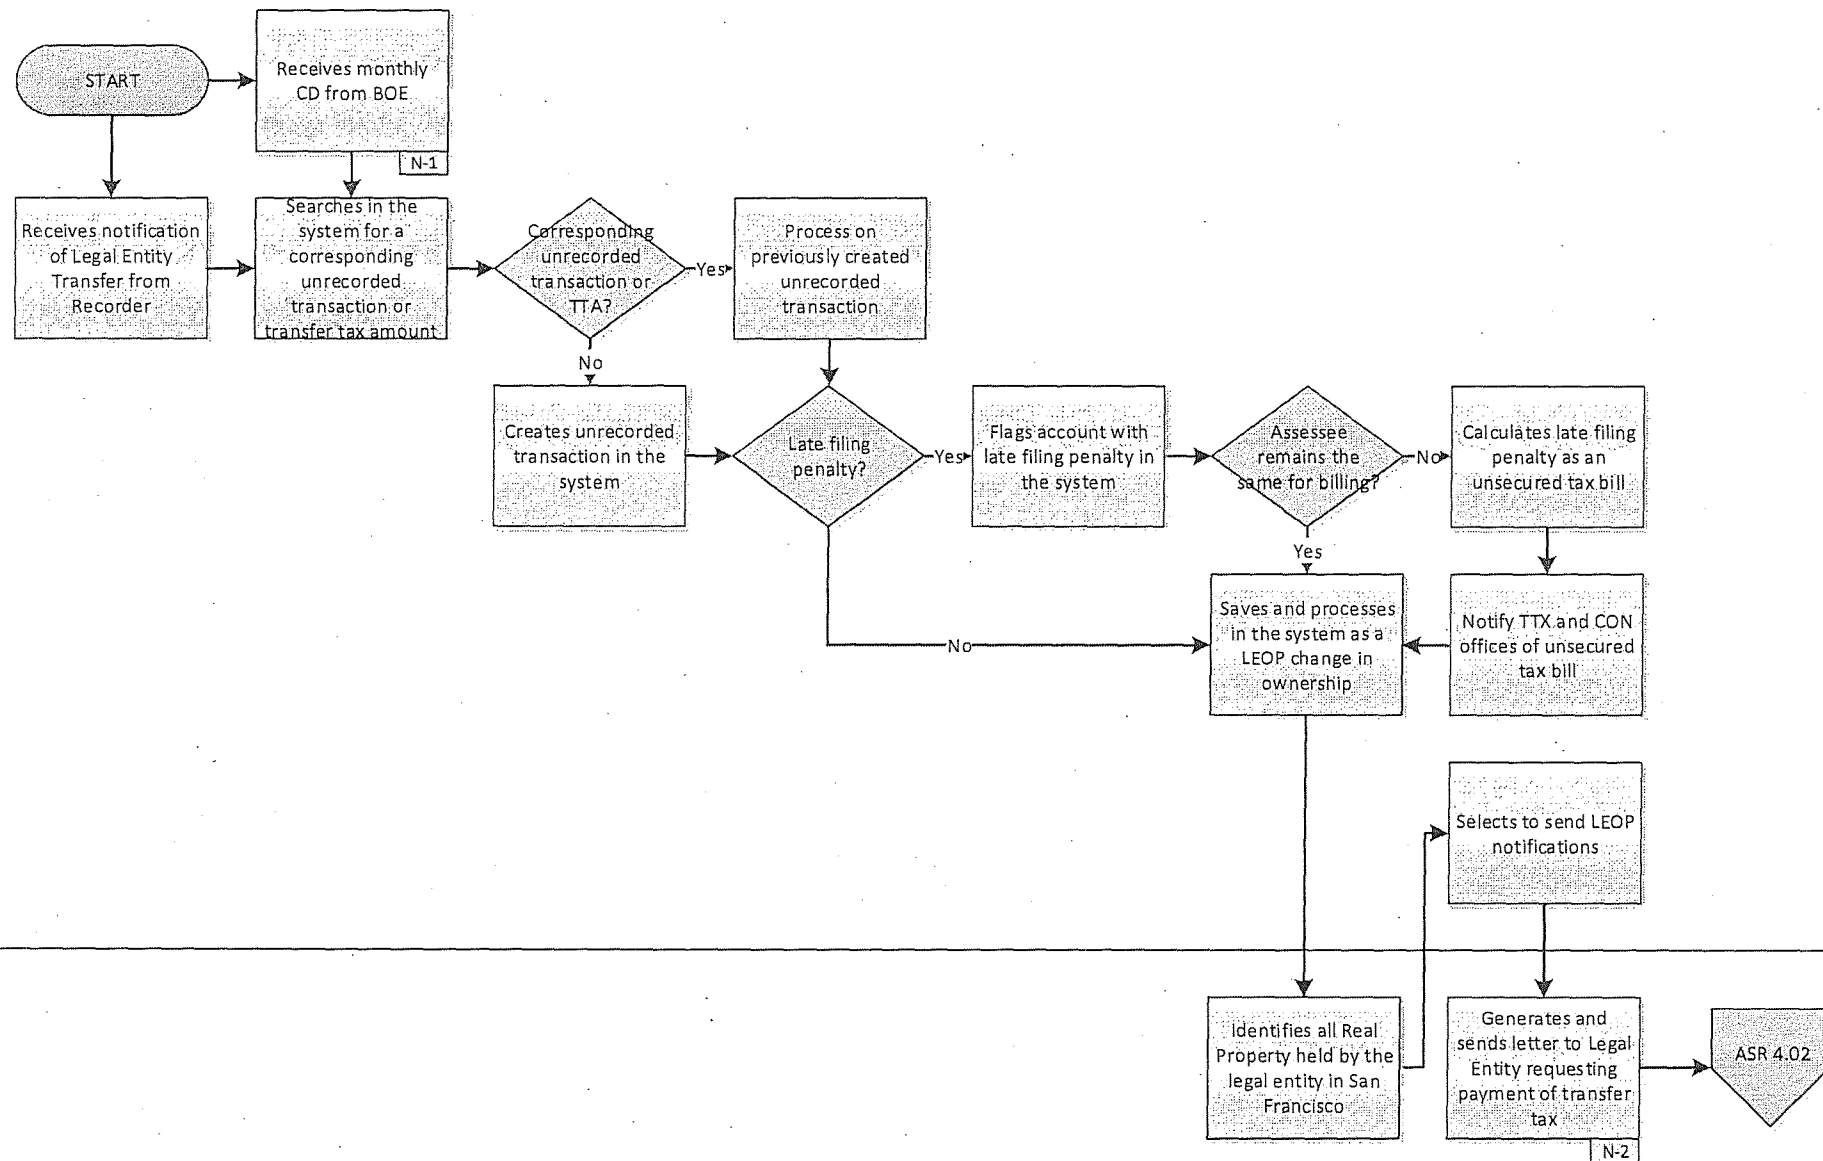 START
Receives monthly
CD from BOE
N-1
Receives notification
of Legal Entity
Transfer from
Recorder
Searches in the
system for a
corresponding
unrecorded
transaction or
transfer tax amount
Corresponding
unrecorded
transaction or
TTA?
Yes
Process on
previously created
unrecorded
transaction
No
Creates unrecorded
transaction in the
system
Late filing
penalty?
Yes
Flags account with
late filing penalty in
the system
Assessee
remains the
same for billing?
No
Calculates late filing
penalty as an
unsecured tax bill
Yes
No
Saves and processes
in the system as a
LEOP change in
ownership
Notify TTX and CON
offices of unsecured
tax bill
Selects to send LEOP
notifications
Identifies all Real
Property held by the
legal entity in San
Francisco
Generates and
sends letter to Legal
Entity requesting
payment of transfer
tax
N-2
ASR 4.02